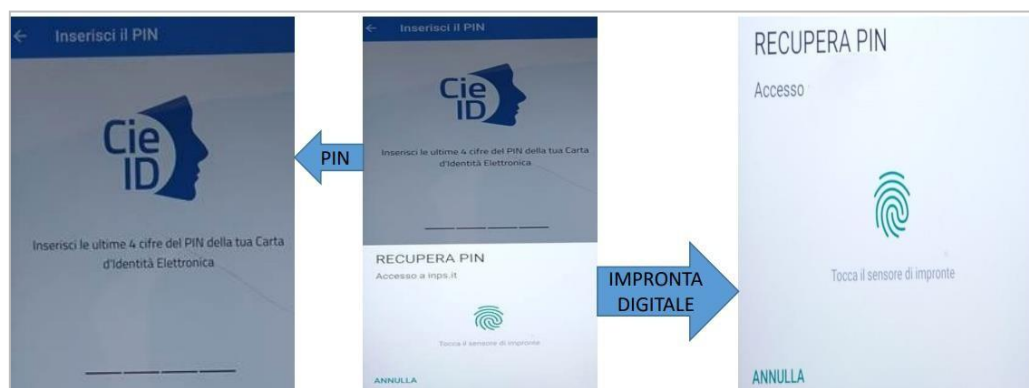 Inserisci il PIN
Cie
ID
Inserisci le ultime 4 cifre del PIN della tua Carta
d'Identità Elettronica
PIN
Inserisci il PIN
Cie
ID
Inserisci le ultime 4 cifre del PIN della tua Carta
d'Identità Elettronica
RECUPERA PIN
Accesso a inps.it
Tocca il sensore di impronte
ANNULLA
IMPRONTA
DIGITALE
RECUPERA PIN
Accesso
Tocca il sensore di impronte
ANNULLA